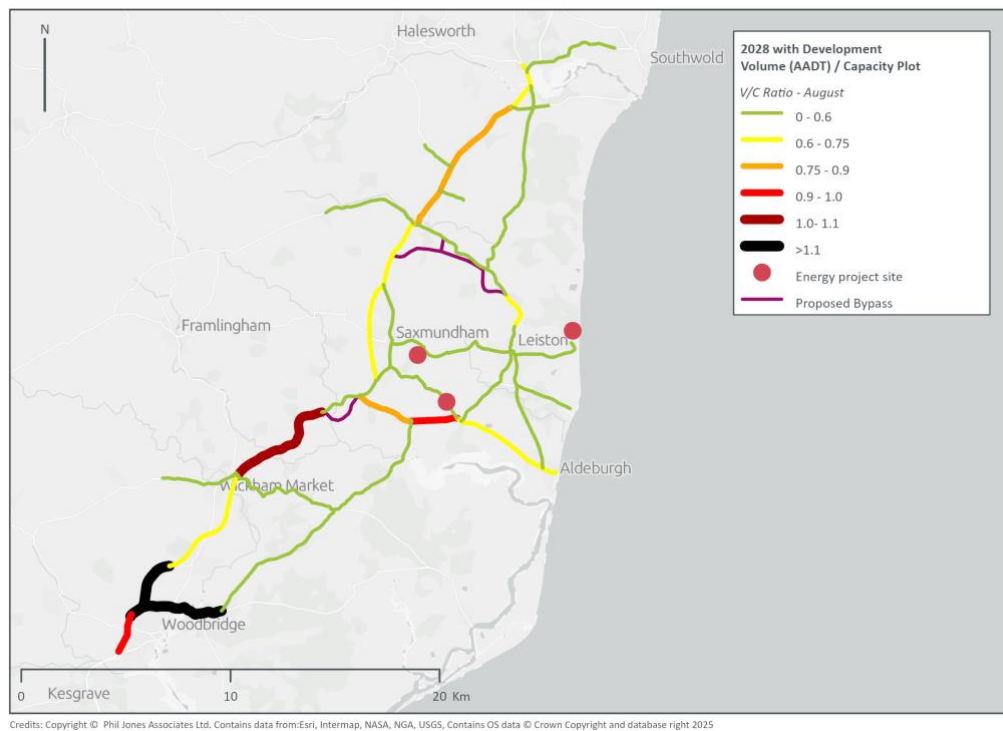 N
Halesworth
Southwold
2028 with Development
Volume (AADT) / Capacity Plot
V/C Ratio - August
0 - 0.6
0.6 - 0.75
0.75 - 0.9
0.9 - 1.0
1.0- 1.1
>1.1
Energy project site
Proposed Bypass
Framlingham
Saxmundham
Leiston
Aldeburgh
Wickham Market
Woodbridge
Kesgrave
0 10 20 Km
Credits: Copyright © Phil Jones Associates Ltd. Contains data from:Esri, Intermap, NASA, NGA, USGS, Contains OS data © Crown Copyright and database right 2025